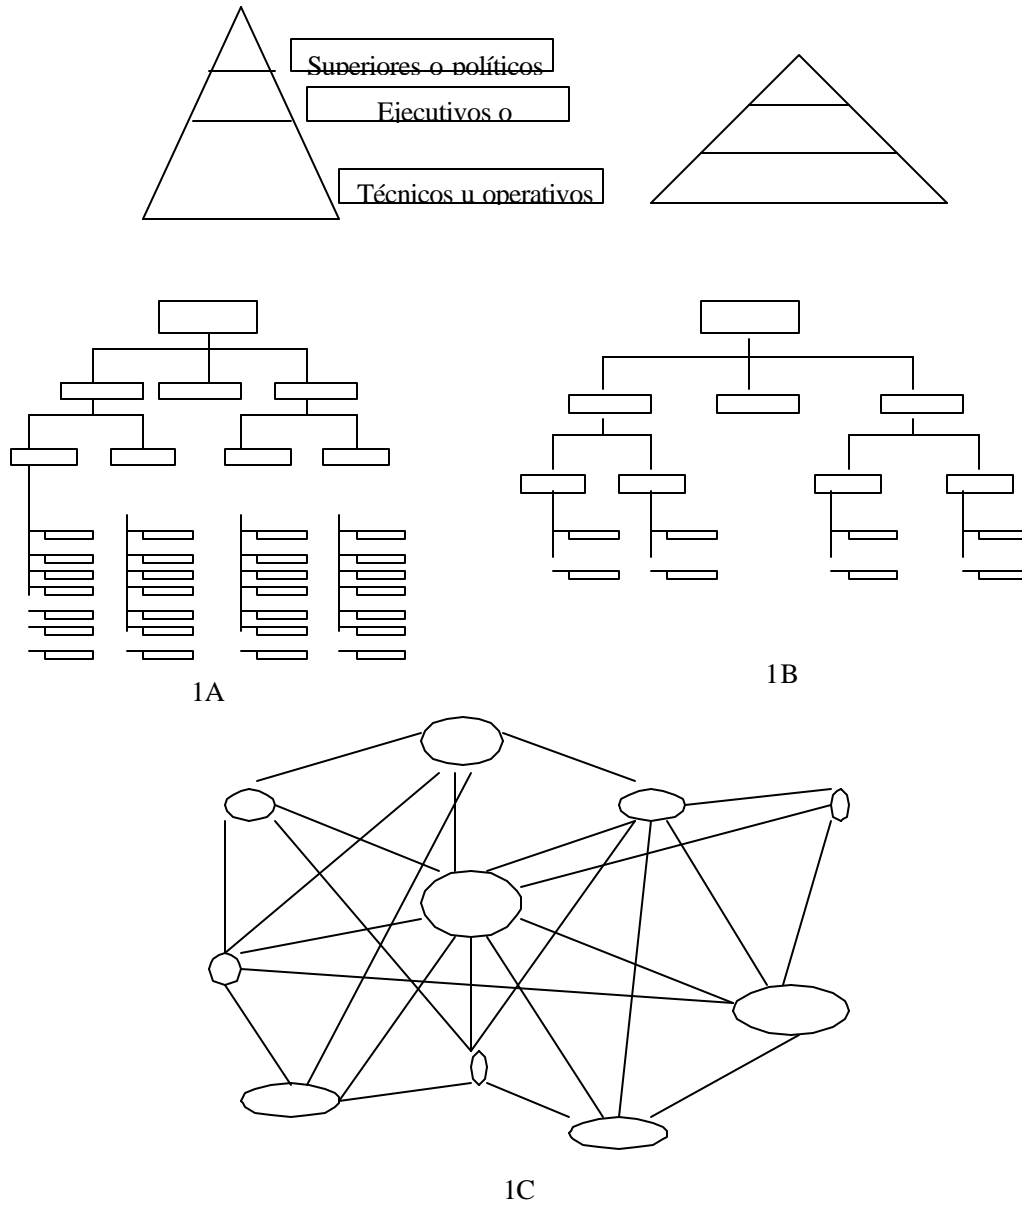 Superiores o políticos
Ejecutivos o
Técnicos u operativos
1A
1B
1C